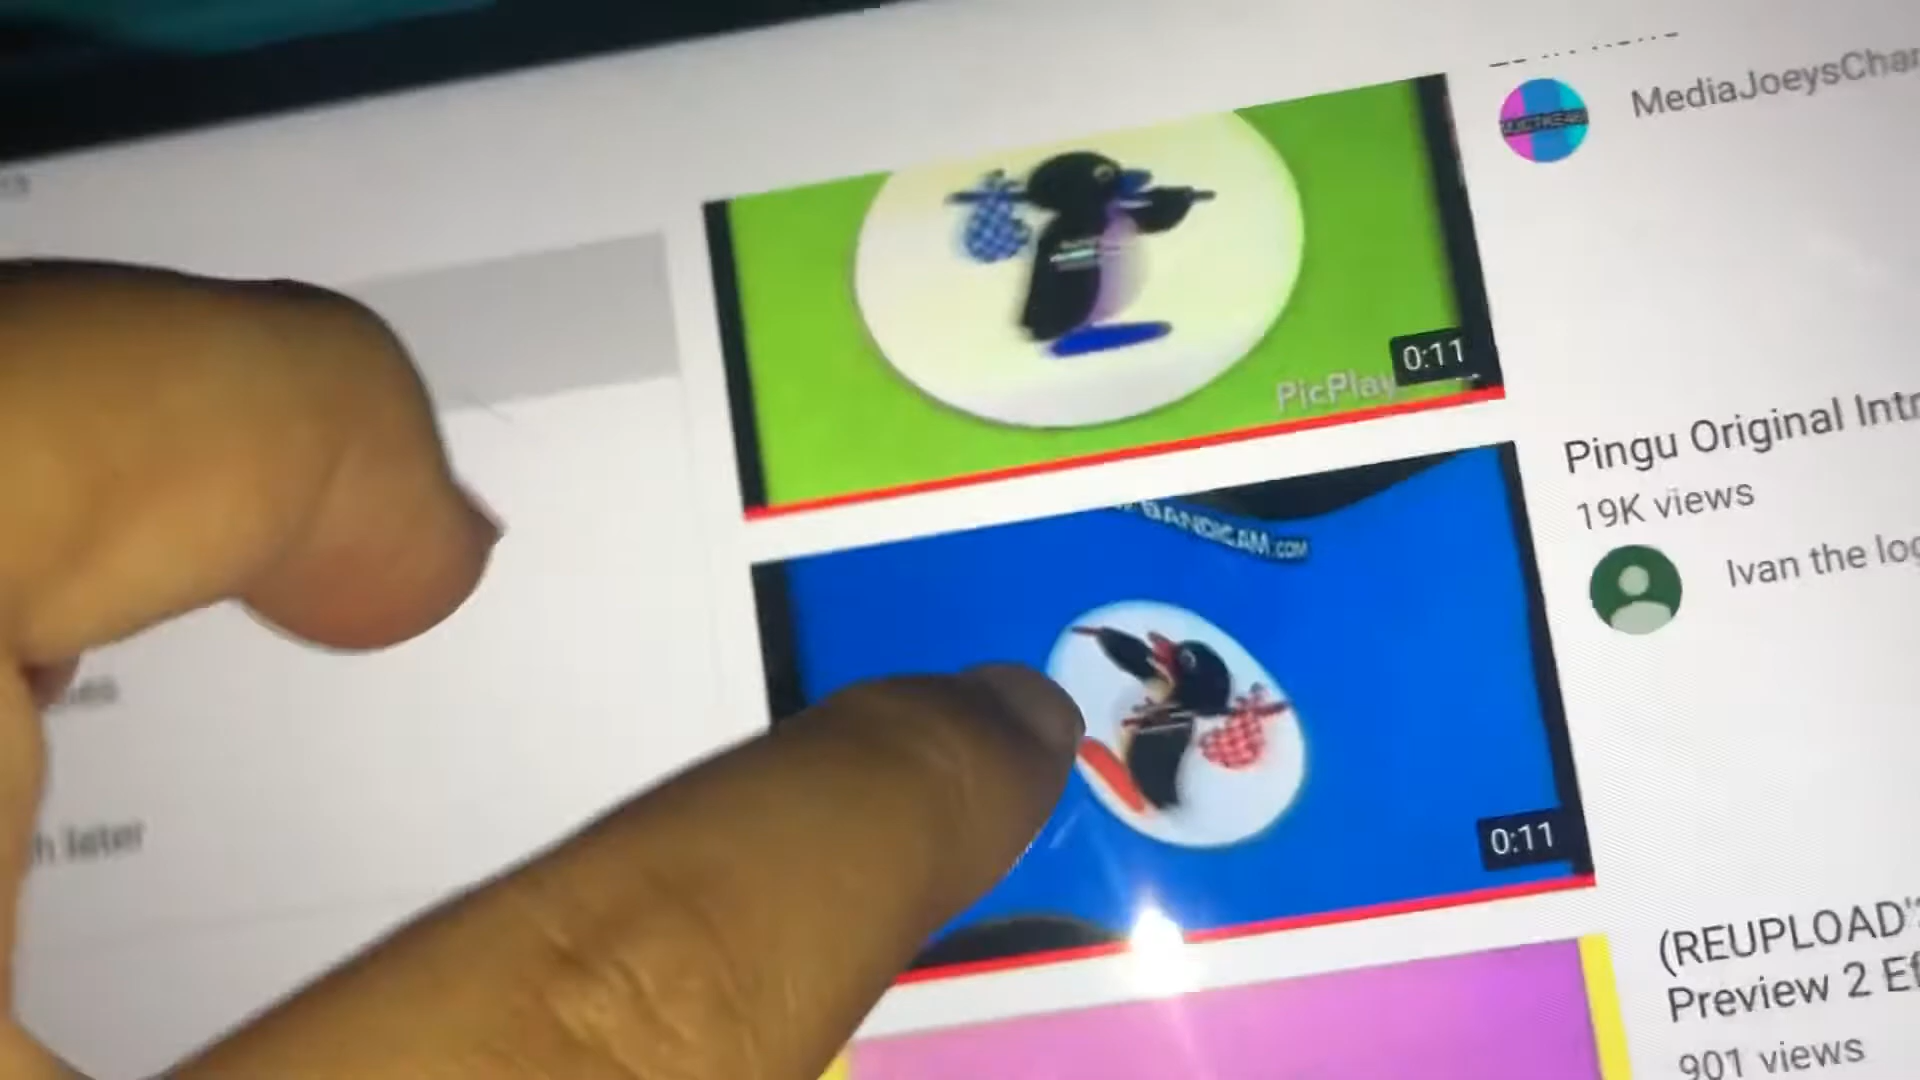 MediaJoeysChan
0:11
PicPlay
Pingu Original Intr
19K views
BANDICAM.COM
Ivan the log
h later
0:11
(REUPLOAD
Preview 2 Ef
901 views